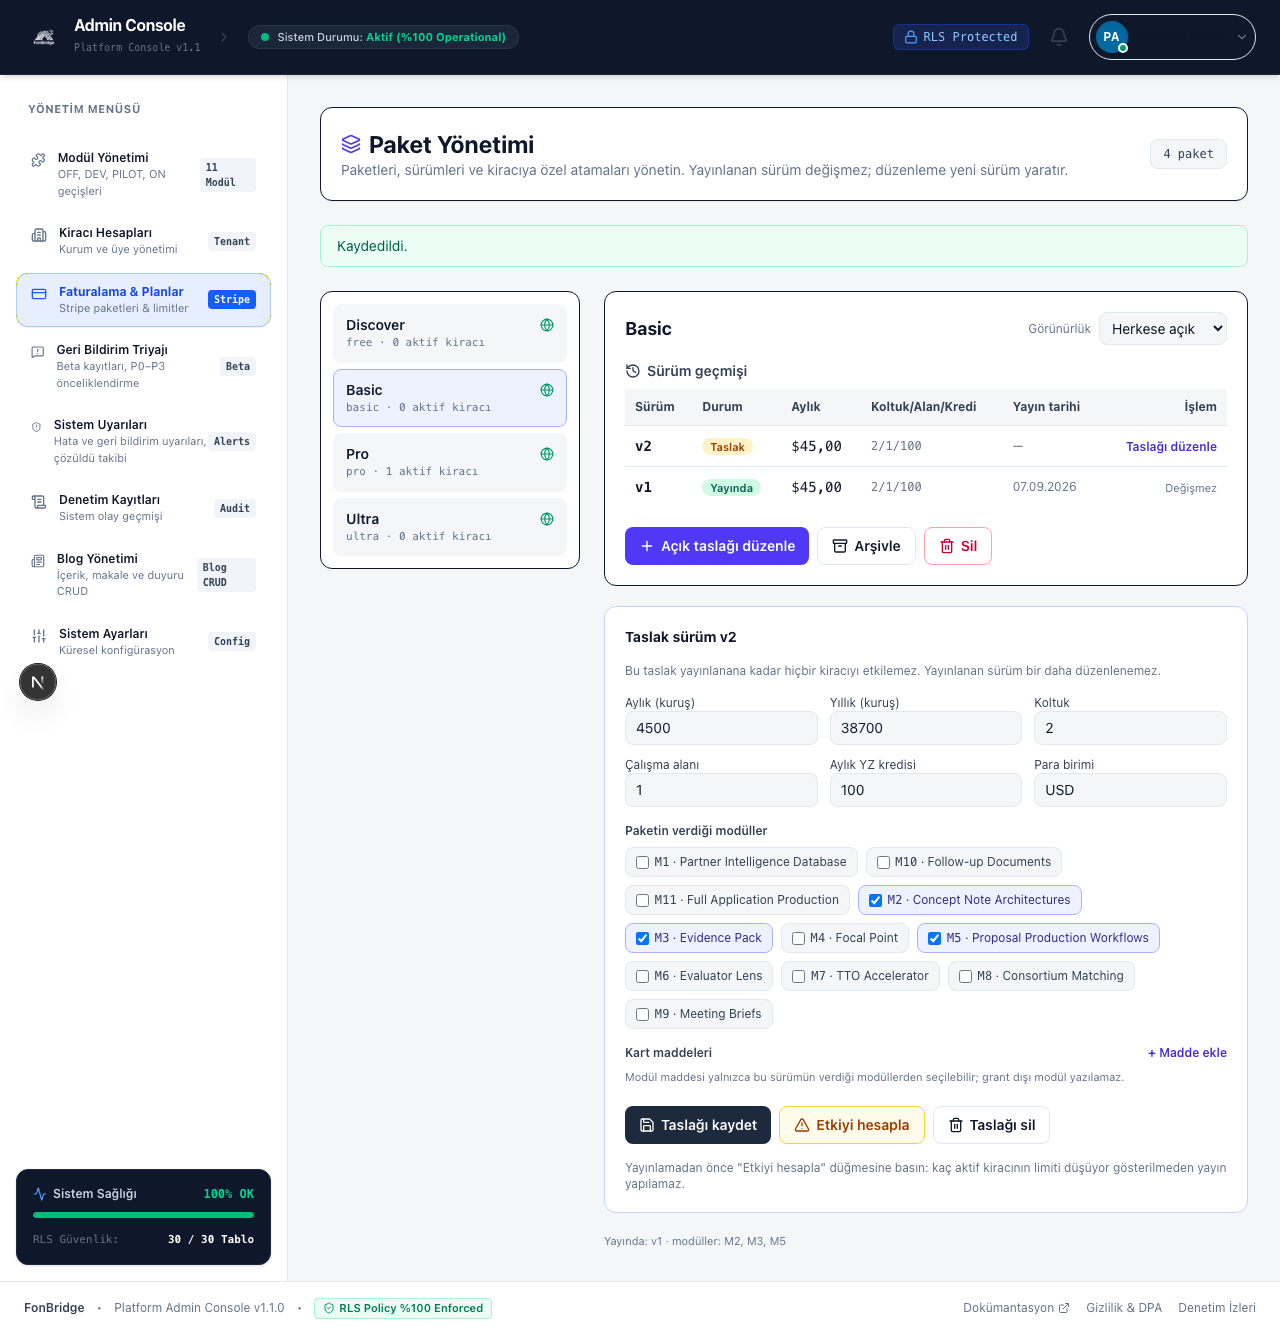 Admin Console
Platform Console v1.1
Sistem Durumu: Aktif (%100 Operational)
RLS Protected
PA
YÖNETİM MENÜSÜ
Modül Yönetimi
OFF, DEV, PILOT, ON geçişleri
11 Modül
Kiracı Hesapları
Kurum ve üye yönetimi
Tenant
Faturalama & Planlar
Stripe paketleri & limitler
Stripe
Geri Bildirim Triyajı
Beta kayıtları, P0–P3 önceliklendirme
Beta
Sistem Uyarıları
Hata ve geri bildirim uyarıları, çözüldü takibi
Alerts
Denetim Kayıtları
Sistem olay geçmişi
Audit
Blog Yönetimi
İçerik, makale ve duyuru CRUD
Blog CRUD
Sistem Ayarları
Küresel konfigürasyon
Config
N
Sistem Sağlığı
100% OK
RLS Güvenlik:
30 / 30 Tablo
Paket Yönetimi
Paketleri, sürümleri ve kiracıya özel atamaları yönetin. Yayınlanan sürüm değişmez; düzenleme yeni sürüm yaratır.
4 paket
Kaydedildi.
Discover
free · 0 aktif kiracı
Basic
basic · 0 aktif kiracı
Pro
pro · 1 aktif kiracı
Ultra
ultra · 0 aktif kiracı
Basic
Görünürlük
Herkese açık
Sürüm geçmişi
Sürüm Durum Aylık Koltuk/Alan/Kredi Yayın tarihi İşlem
v2 Taslak $45,00 2/1/100 — Taslağı düzenle
v1 Yayında $45,00 2/1/100 07.09.2026 Değişmez
Açık taslağı düzenle
Arşivle
Sil
Taslak sürüm v2
Bu taslak yayınlanana kadar hiçbir kiracıyı etkilemez. Yayınlanan sürüm bir daha düzenlenemez.
Aylık (kuruş) Yıllık (kuruş) Koltuk
4500 38700 2
Çalışma alanı Aylık YZ kredisi Para birimi
1 100 USD
Paketin verdiği modüller
M1 · Partner Intelligence Database
M10 · Follow-up Documents
M11 · Full Application Production
M2 · Concept Note Architectures
M3 · Evidence Pack
M4 · Focal Point
M5 · Proposal Production Workflows
M6 · Evaluator Lens
M7 · TTO Accelerator
M8 · Consortium Matching
M9 · Meeting Briefs
Kart maddeleri
+ Madde ekle
Modül maddesi yalnızca bu sürümün verdiği modüllerden seçilebilir; grant dışı modül yazılamaz.
Taslağı kaydet
Etkiyi hesapla
Taslağı sil
Yayınlamadan önce "Etkiyi hesapla" düğmesine basın: kaç aktif kiracının limiti düşüyor gösterilmeden yayın
yapılamaz.
Yayında: v1 · modüller: M2, M3, M5
FonBridge • Platform Admin Console v1.1.0 • RLS Policy %100 Enforced
Dokümantasyon Gizlilik & DPA Denetim İzleri